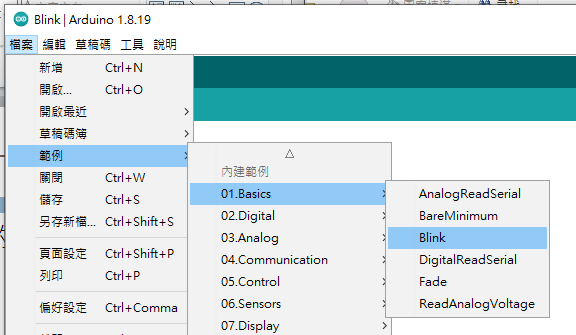 Blink | Arduino 1.8.19
檔案 編輯 草稿碼 工具 說明
新增 Ctrl+N
開啟... Ctrl+O
開啟最近
草稿碼簿
範例
關閉 Ctrl+W
儲存 Ctrl+S
另存新檔... Ctrl+Shift+S
頁面設定 Ctrl+Shift+P
列印 Ctrl+P
偏好設定 Ctrl+Comma
內建範例
01.Basics
02.Digital
03.Analog
04.Communication
05.Control
06.Sensors
07.Display
AnalogReadSerial
BareMinimum
Blink
DigitalReadSerial
Fade
ReadAnalogVoltage